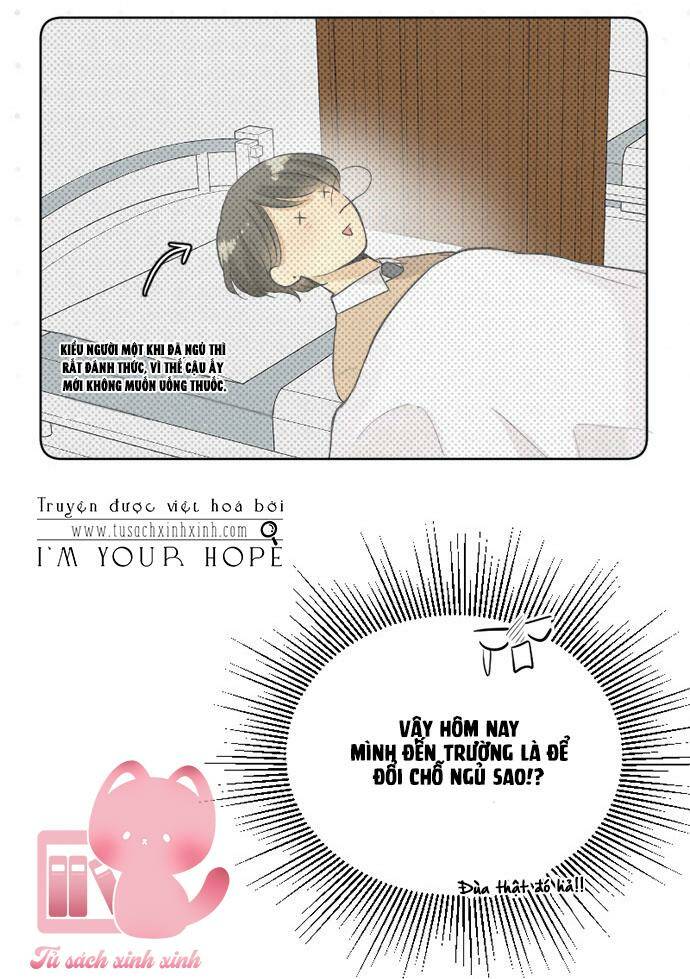 KIỂU NGƯỜI MỘT KHI ĐÃ NGỦ THÌ
RẤT ĐÁNH THỨC, VÌ THẾ CẬU ẤY
MỚI KHÔNG MUỐN UỐNG THUỐC.
Truyện được việt hoá bởi
www.tusachxinhxinh.com
I'M YOUR HOPE
VẬY HÔM NAY
MÌNH ĐẾN TRƯỜNG LÀ ĐỂ
ĐỔI CHỖ NGỦ SAO!?
Đùa thật đó hả!!
Tủ sách xinh xinh